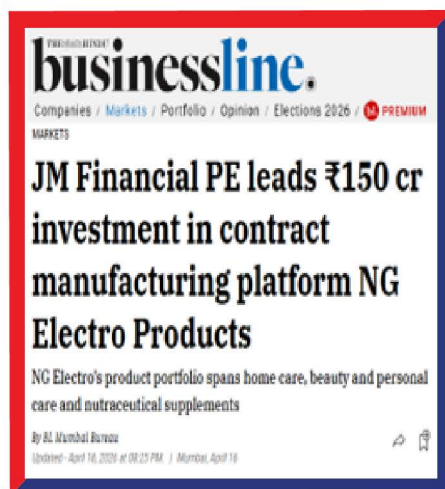 THE HINDU
businessline.
Companies / Markets / Portfolio / Opinion / Elections 2026 / bl. PREMIUM
MARKETS
JM Financial PE leads ₹150 cr
investment in contract
manufacturing platform NG
Electro Products
NG Electro's product portfolio spans home care, beauty and personal
care and nutraceutical supplements
By BL Mumbai Bureau
Updated - April 16, 2026 at 08:25 PM. | Mumbai, April 16